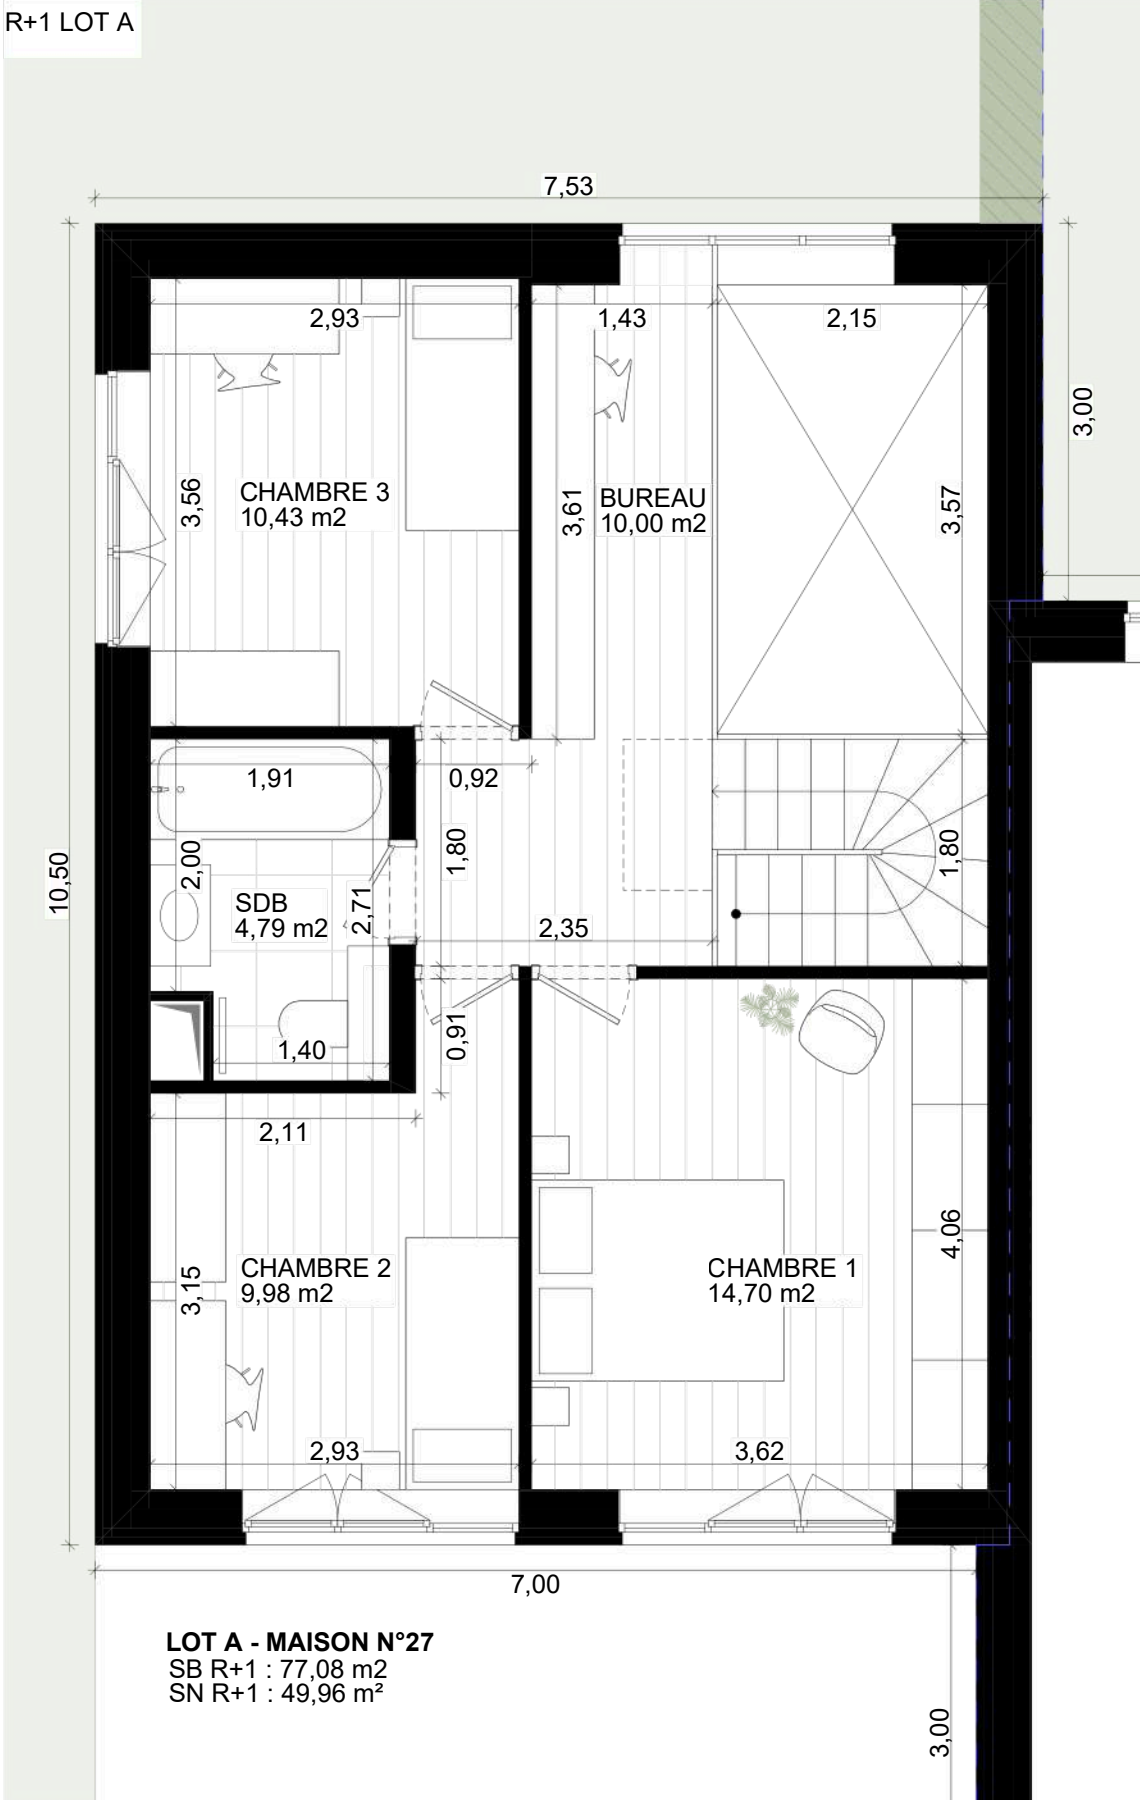 R+1 LOT A
7,53
2,93
1,43
2,15
3,00
3,56
CHAMBRE 3
10,43 m2
3,61
BUREAU
10,00 m2
3,57
1,91
0,92
10,50
2,00
1,80
1,80
SDB
4,79 m2
2,71
2,35
1,40
0,91
2,11
3,15
CHAMBRE 2
9,98 m2
CHAMBRE 1
14,70 m2
4,06
2,93
3,62
7,00
LOT A - MAISON N°27
SB R+1 : 77,08 m2
SN R+1 : 49,96 m²
3,00